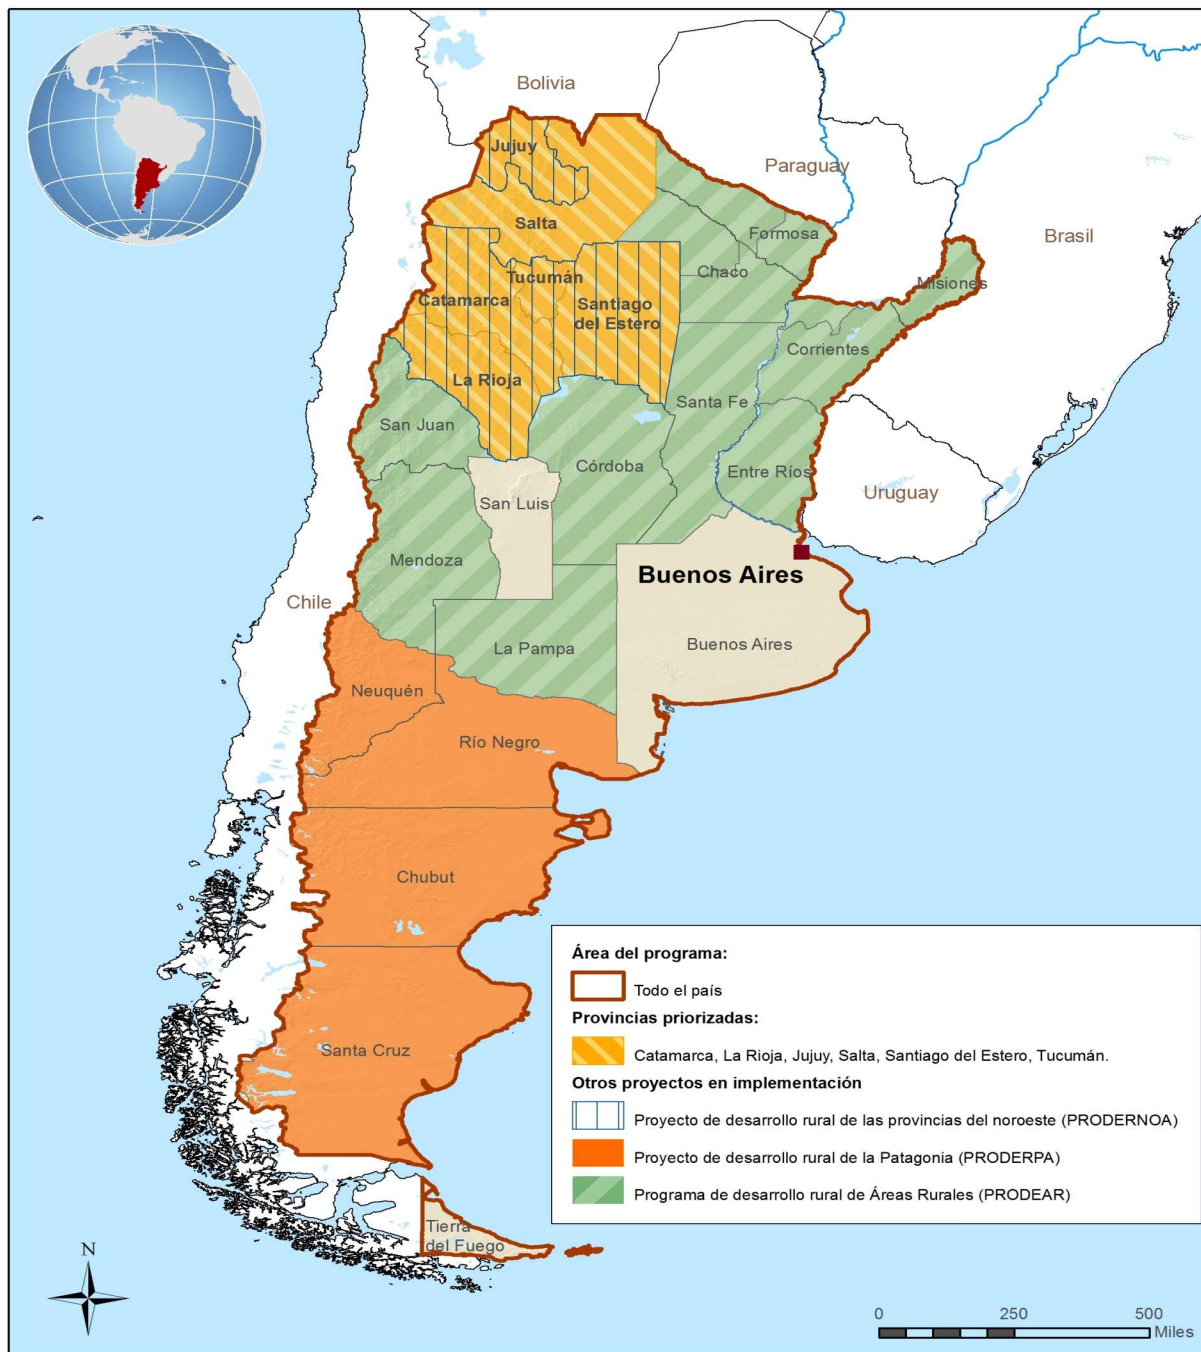 Bolivia
Jujuy
Paraguay
Salta
Formosa
Brasil
Chaco
Tucumán
Misiones
Catamarca
Santiago
del Estero
Corrientes
La Rioja
Santa Fe
San Juan
Córdoba
Entre Ríos
Uruguay
San Luis
Mendoza
Buenos Aires
Chile
Buenos Aires
La Pampa
Neuquén
Río Negro
Chubut
Santa Cruz
Tierra
del Fuego
Área del programa:
Todo el país
Provincias priorizadas:
Catamarca, La Rioja, Jujuy, Salta, Santiago del Estero, Tucumán.
Otros proyectos en implementación
Proyecto de desarrollo rural de las provincias del noroeste (PRODERNOA)
Proyecto de desarrollo rural de la Patagonia (PRODERPA)
Programa de desarrollo rural de Áreas Rurales (PRODEAR)
N
0 250 500
Miles